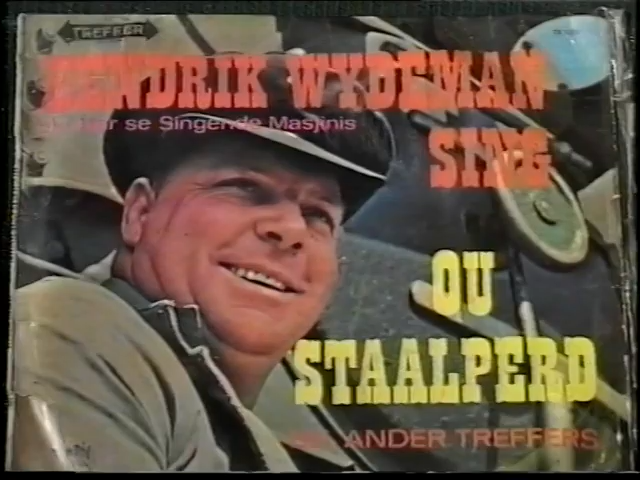 TREFFER
HENDRIK WYDEMAN
se Singende Masjinis
SING
OU
STAALPERD
ANDER TREFFERS